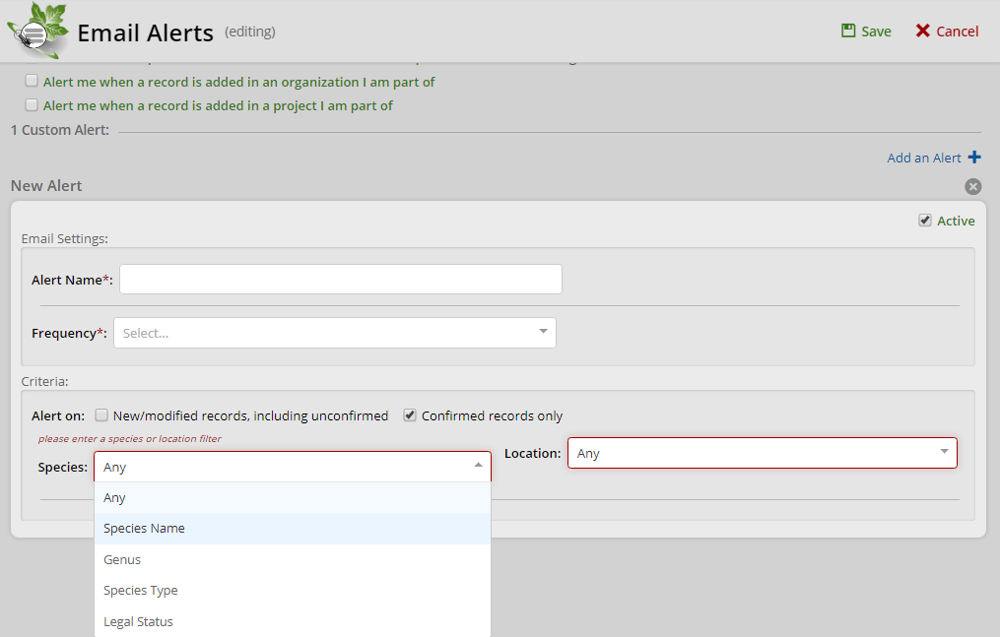 Email Alerts (editing)
Save
Cancel
Alert me when a record is added in an organization I am part of
Alert me when a record is added in a project I am part of
1 Custom Alert:
Add an Alert
New Alert
Active
Email Settings:
Alert Name*:
Frequency*: Select...
Criteria:
Alert on: New/modified records, including unconfirmed Confirmed records only
please enter a species or location filter
Species: Any
Location: Any
Any
Species Name
Genus
Species Type
Legal Status